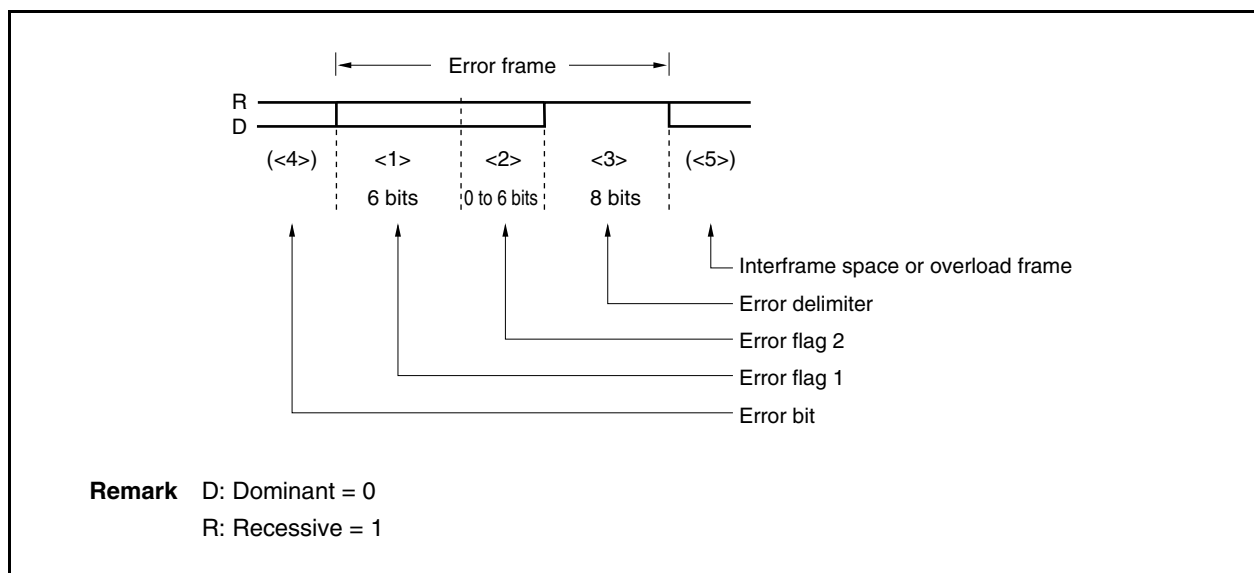 Error frame
R
D
(<4>) <1> <2> <3> (<5>)
6 bits 0 to 6 bits 8 bits
Interframe space or overload frame
Error delimiter
Error flag 2
Error flag 1
Error bit
Remark D: Dominant = 0
R: Recessive = 1